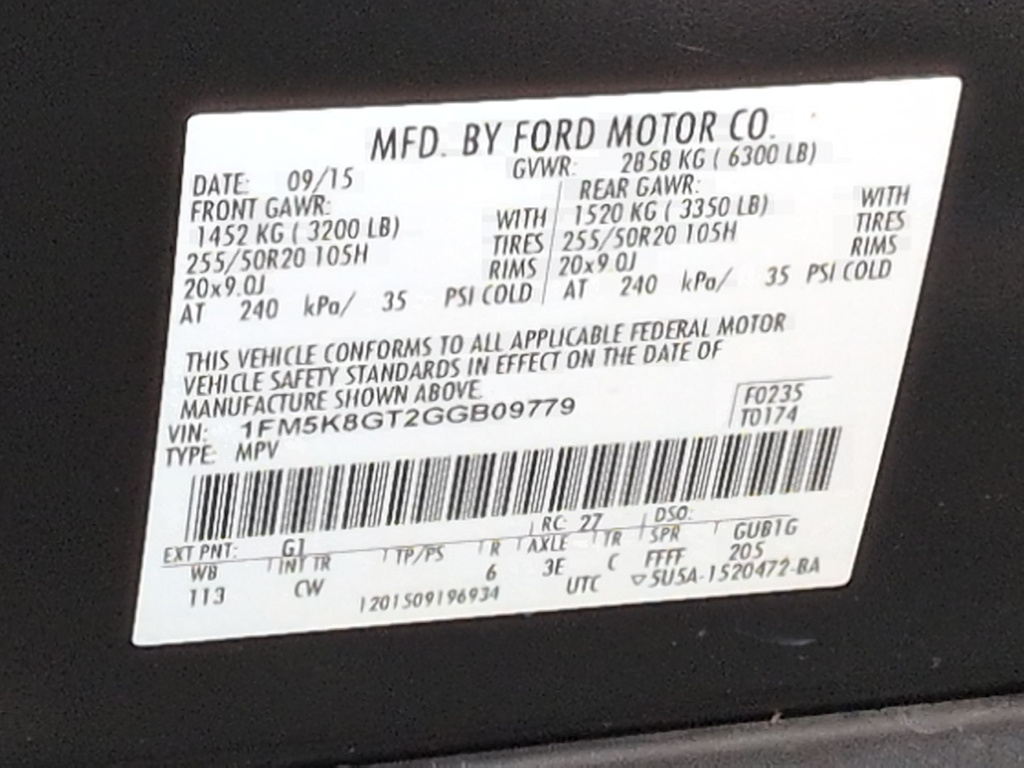 MFD. BY FORD MOTOR CO.
DATE: 09/15 GVWR: 2858 KG ( 6300 LB)
FRONT GAWR: REAR GAWR:
1452 KG ( 3200 LB) WITH 1520 KG ( 3350 LB) WITH
255/50R20 105H TIRES 255/50R20 105H TIRES
20x9.0J RIMS 20x9.0J RIMS
AT 240 kPa/ 35 PSI COLD AT 240 kPa/ 35 PSI COLD
THIS VEHICLE CONFORMS TO ALL APPLICABLE FEDERAL MOTOR
VEHICLE SAFETY STANDARDS IN EFFECT ON THE DATE OF
MANUFACTURE SHOWN ABOVE.
VIN: 1FM5K8GT2GGB09779 F0235
TYPE: MPV T0174
EXT PNT: G1 RC: 27 DSO:
WB INT TR TP/PS R AXLE TR SPR GUB1G
113 CW 6 3E C FFFF 205
1201509196934 UTC ▽5U5A-1520472-BA